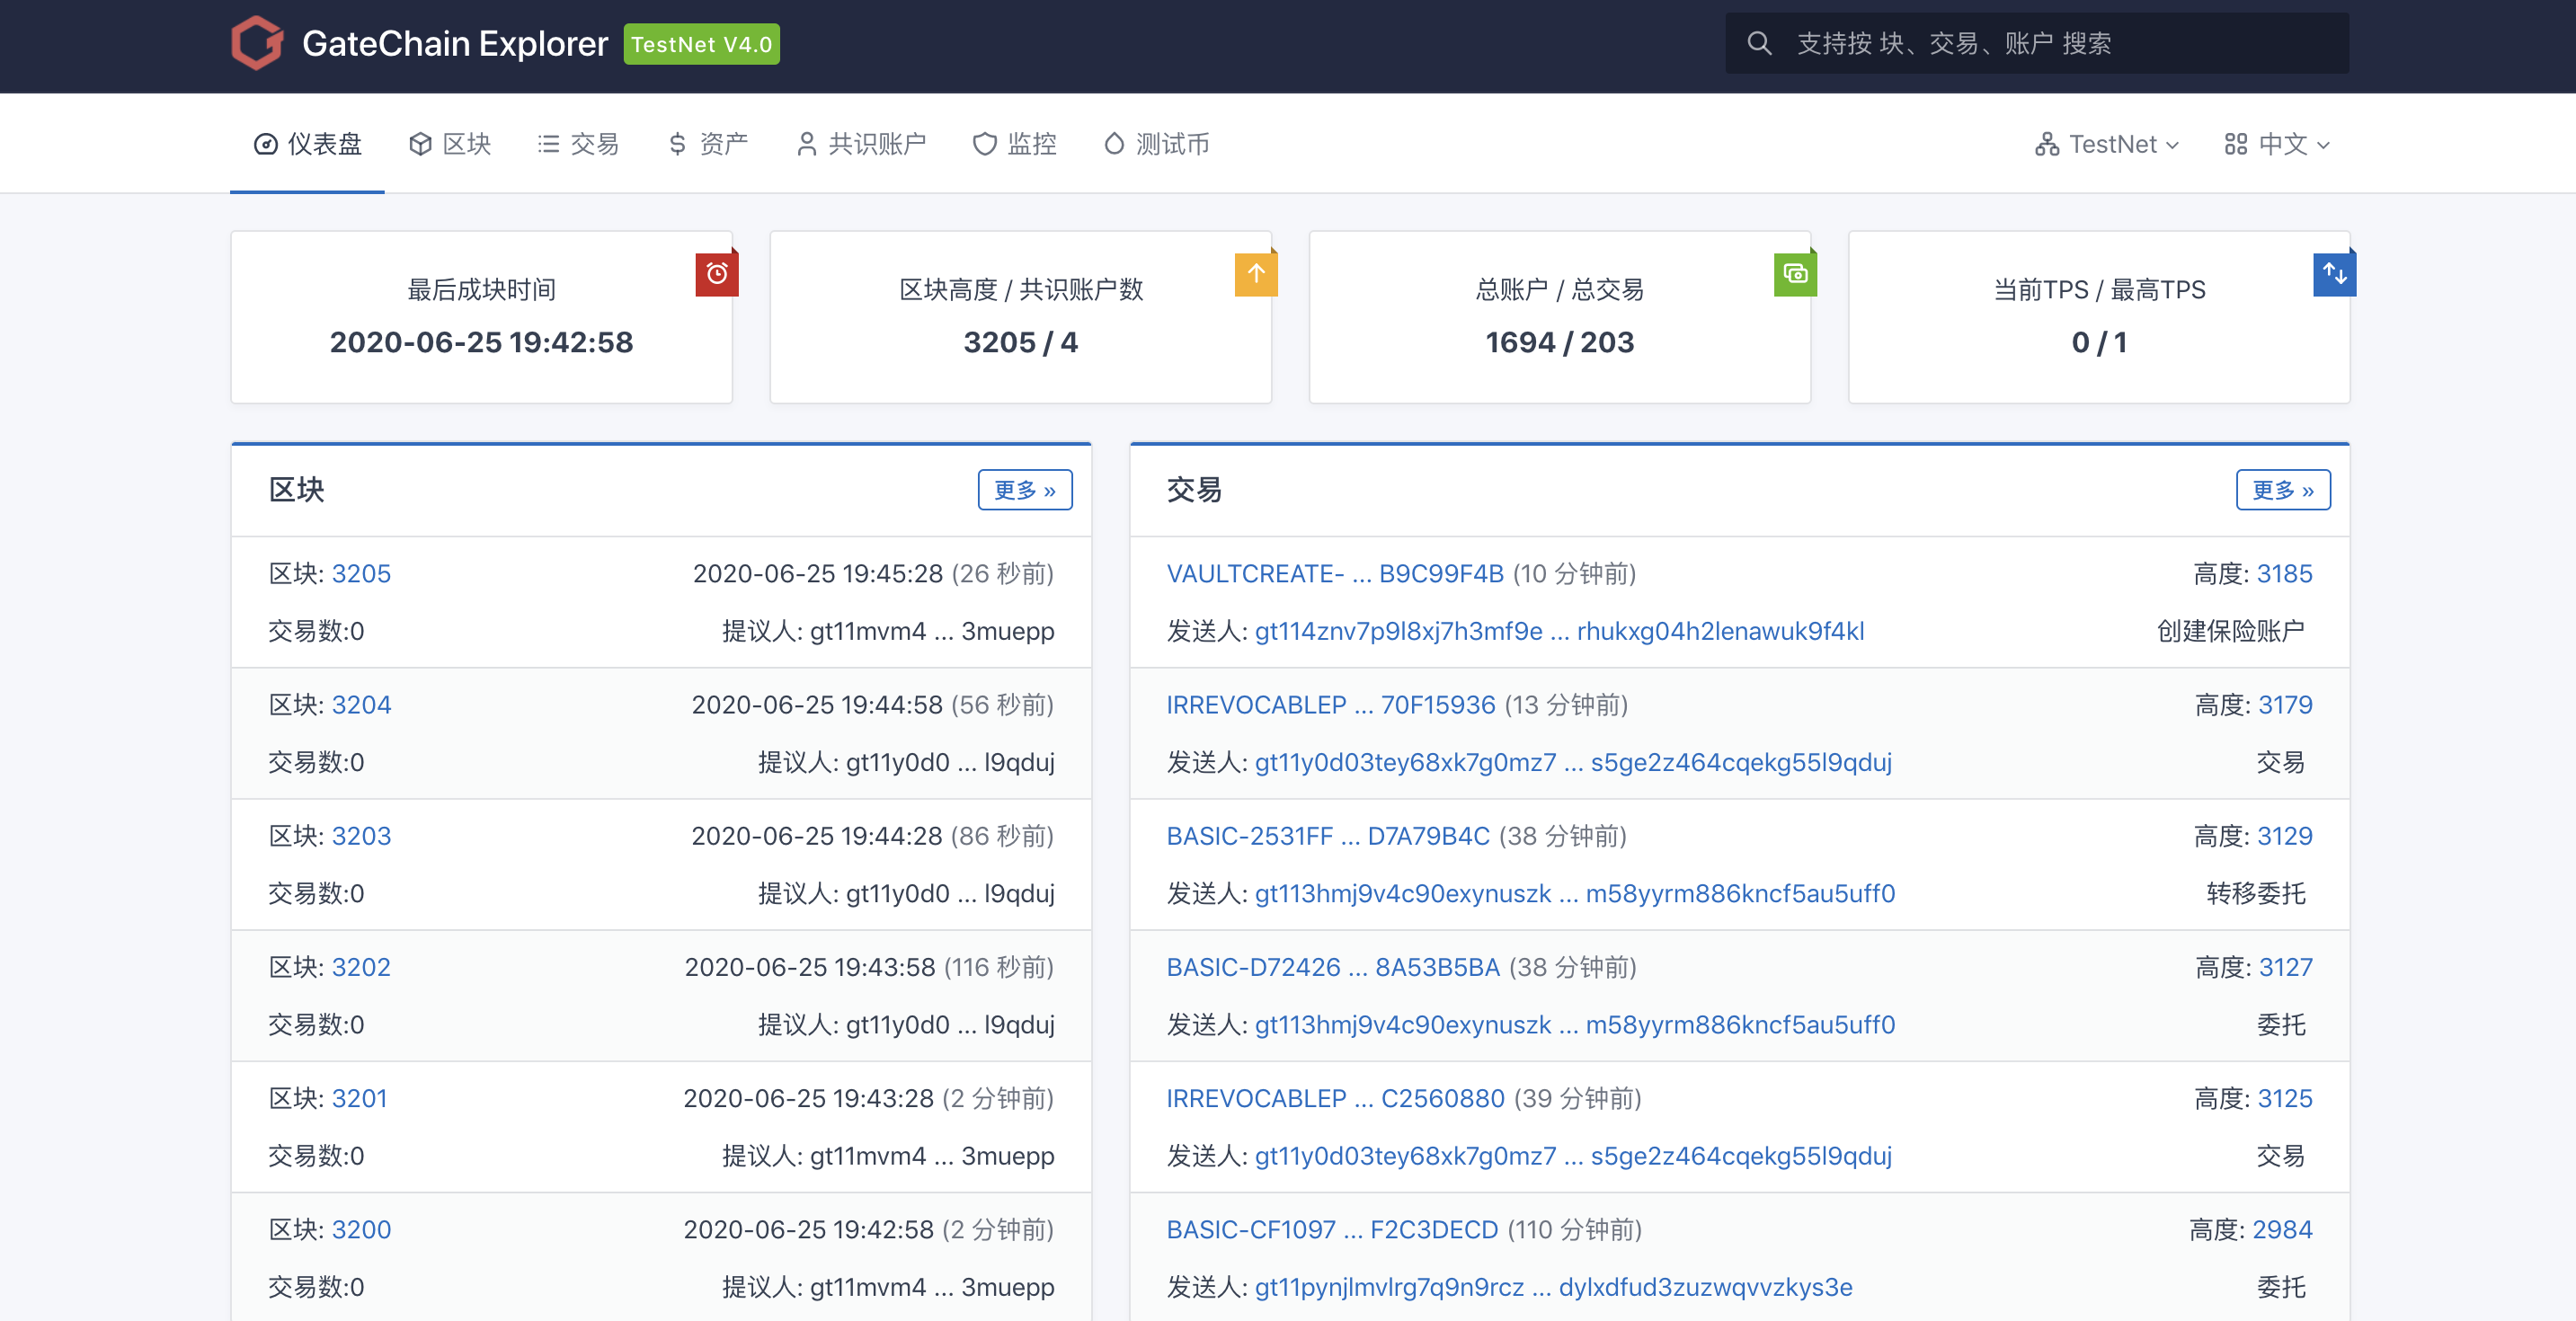 GateChain Explorer TestNet V4.0
支持按 块、交易、账户 搜索
仪表盘 区块 交易 资产 共识账户 监控 测试币 TestNet 中文
最后成块时间
2020-06-25 19:42:58
区块高度 / 共识账户数
3205 / 4
总账户 / 总交易
1694 / 203
当前TPS / 最高TPS
0 / 1
区块 更多 »
区块: 3205 2020-06-25 19:45:28 (26 秒前)
交易数:0 提议人: gt11mvm4 ... 3muepp
区块: 3204 2020-06-25 19:44:58 (56 秒前)
交易数:0 提议人: gt11y0d0 ... l9qduj
区块: 3203 2020-06-25 19:44:28 (86 秒前)
交易数:0 提议人: gt11y0d0 ... l9qduj
区块: 3202 2020-06-25 19:43:58 (116 秒前)
交易数:0 提议人: gt11y0d0 ... l9qduj
区块: 3201 2020-06-25 19:43:28 (2 分钟前)
交易数:0 提议人: gt11mvm4 ... 3muepp
区块: 3200 2020-06-25 19:42:58 (2 分钟前)
交易数:0 提议人: gt11mvm4 ... 3muepp
交易 更多 »
VAULTCREATE- ... B9C99F4B (10 分钟前) 高度: 3185
发送人: gt114znv7p9l8xj7h3mf9e ... rhukxg04h2lenawuk9f4kl 创建保险账户
IRREVOCABLEP ... 70F15936 (13 分钟前) 高度: 3179
发送人: gt11y0d03tey68xk7g0mz7 ... s5ge2z464cqekg55l9qduj 交易
BASIC-2531FF ... D7A79B4C (38 分钟前) 高度: 3129
发送人: gt113hmj9v4c90exynuszk ... m58yyrm886kncf5au5uff0 转移委托
BASIC-D72426 ... 8A53B5BA (38 分钟前) 高度: 3127
发送人: gt113hmj9v4c90exynuszk ... m58yyrm886kncf5au5uff0 委托
IRREVOCABLEP ... C2560880 (39 分钟前) 高度: 3125
发送人: gt11y0d03tey68xk7g0mz7 ... s5ge2z464cqekg55l9qduj 交易
BASIC-CF1097 ... F2C3DECD (110 分钟前) 高度: 2984
发送人: gt11pynjlmvlrg7q9n9rcz ... dylxdfud3zuzwqvvzkys3e 委托